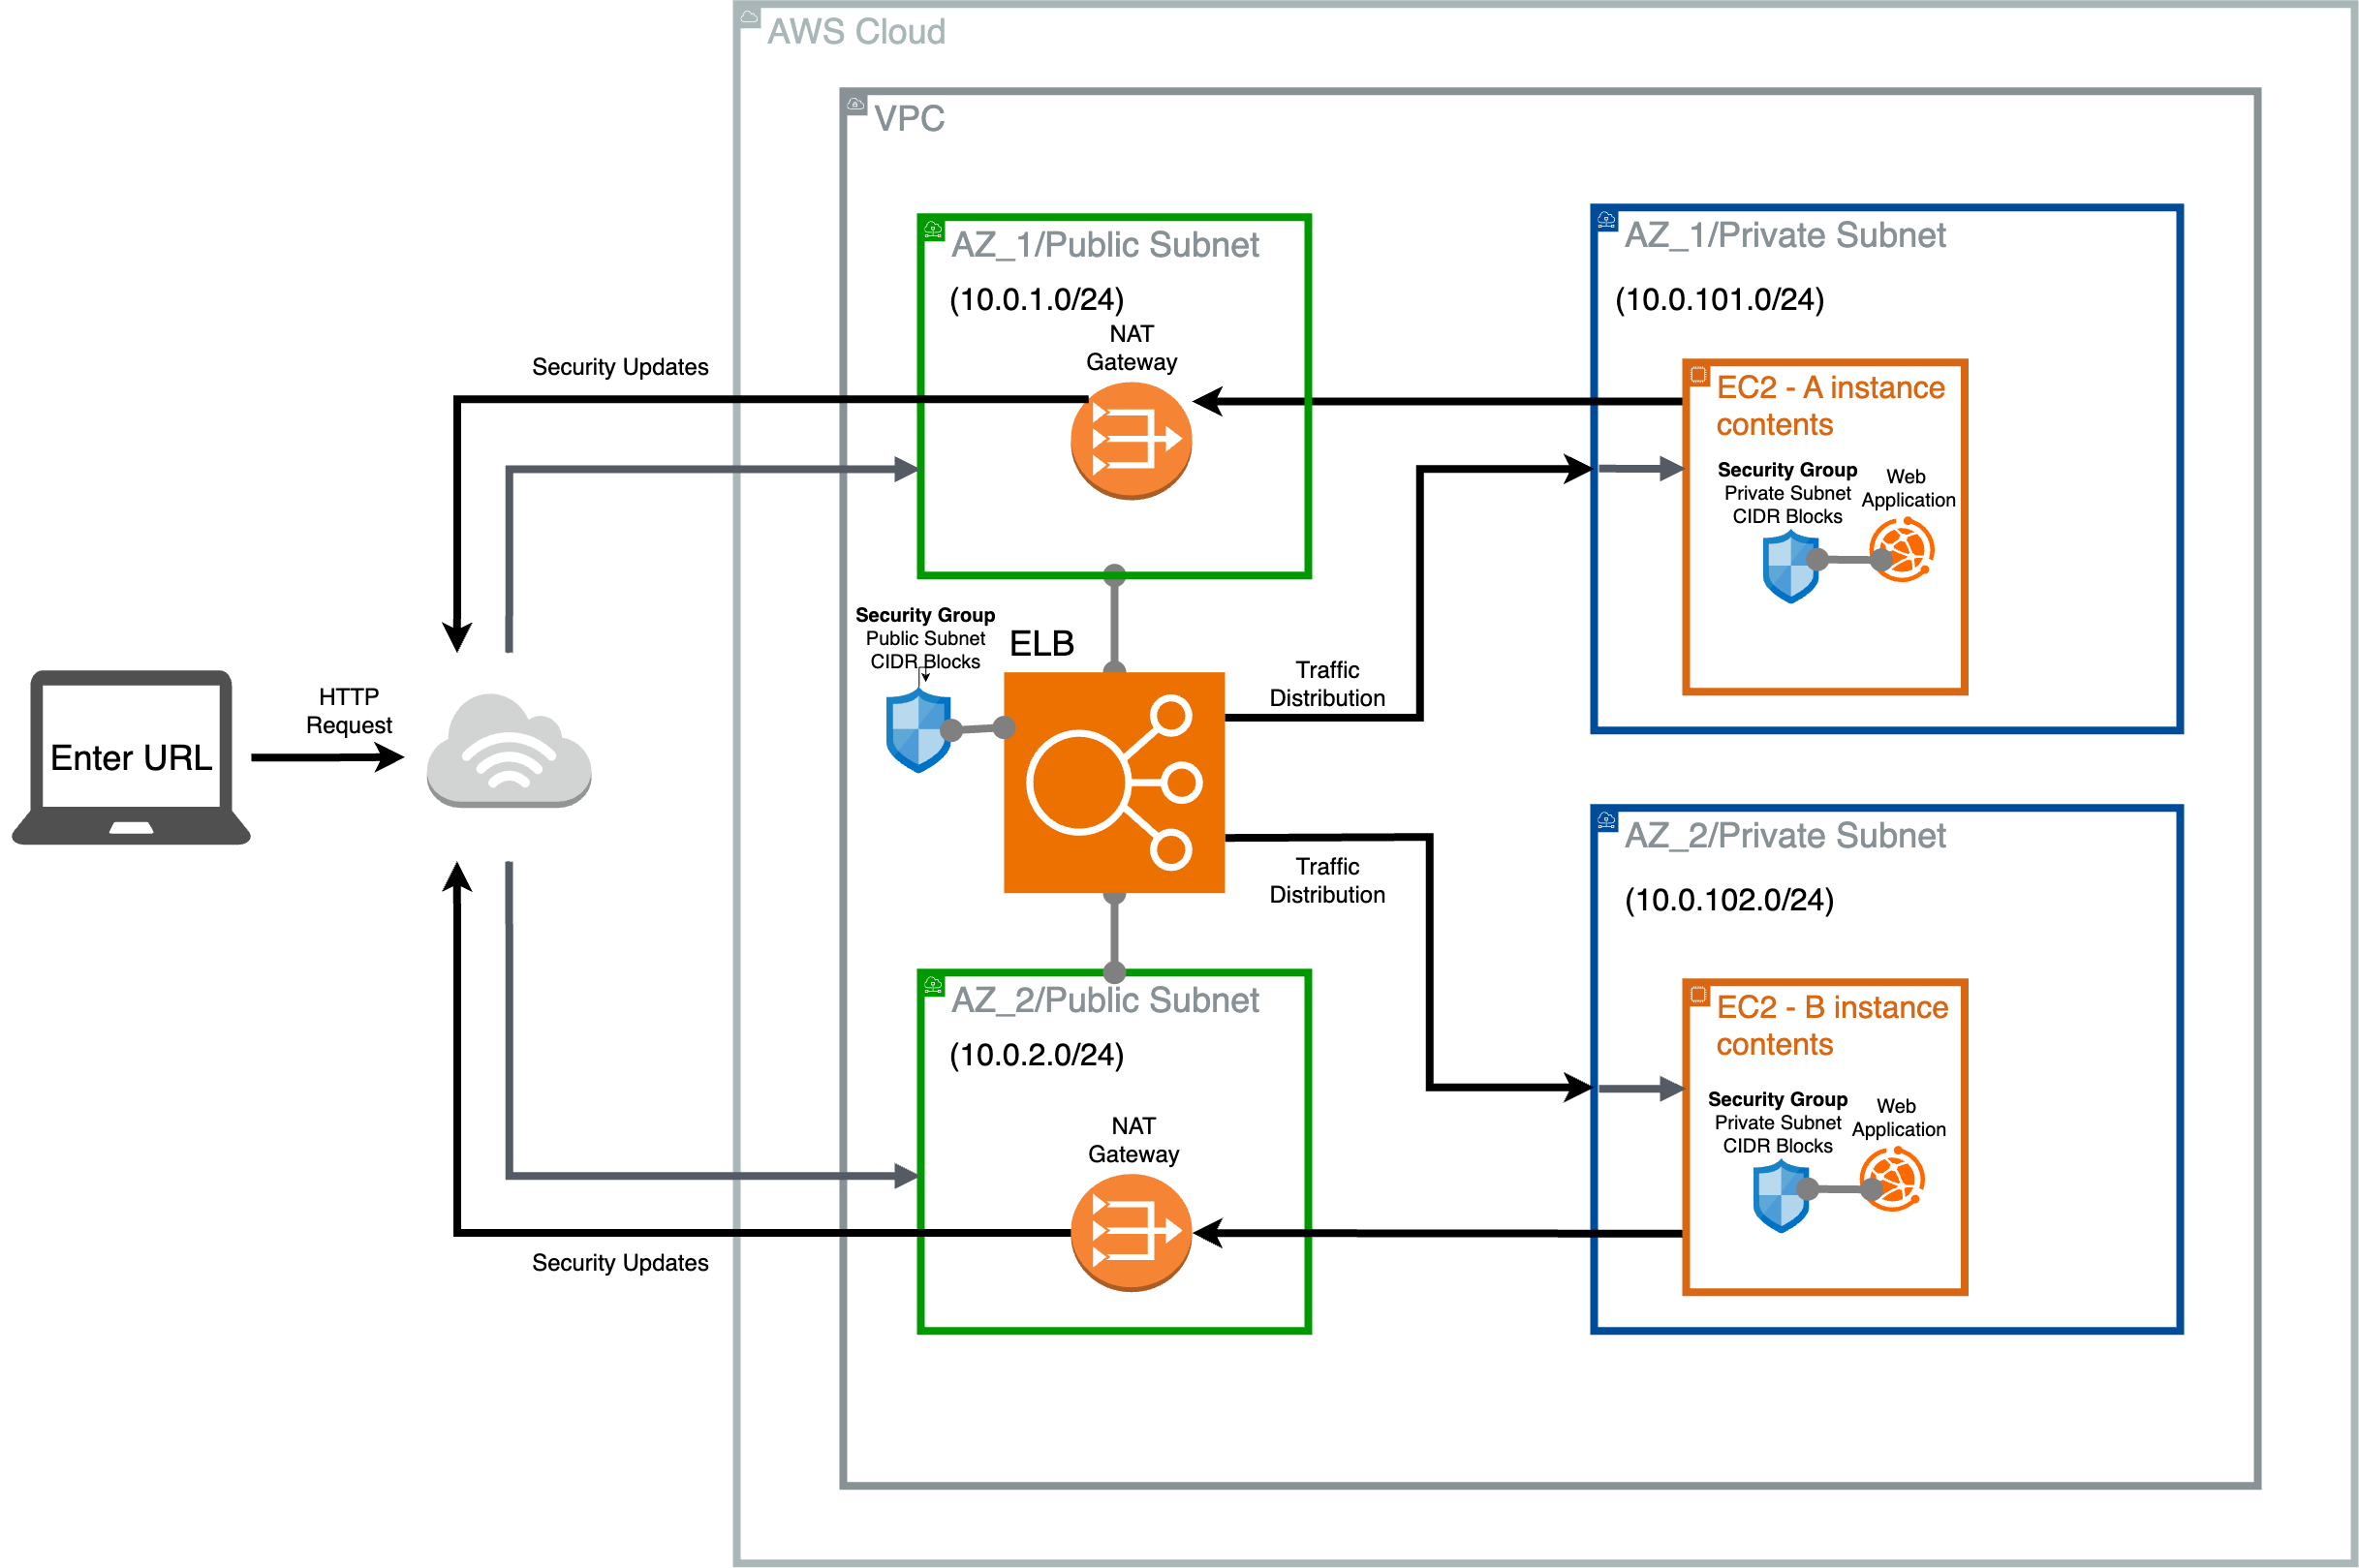 AWS Cloud
VPC
AZ_1/Public Subnet
(10.0.1.0/24)
NAT
Gateway
AZ_1/Private Subnet
(10.0.101.0/24)
EC2 - A instance
contents
Security Group
Private Subnet
CIDR Blocks
Web
Application
Security Updates
Security Group
Public Subnet
CIDR Blocks
ELB
Traffic
Distribution
HTTP
Request
Enter URL
Traffic
Distribution
AZ_2/Private Subnet
(10.0.102.0/24)
EC2 - B instance
contents
Security Group
Private Subnet
CIDR Blocks
Web
Application
AZ_2/Public Subnet
(10.0.2.0/24)
NAT
Gateway
Security Updates